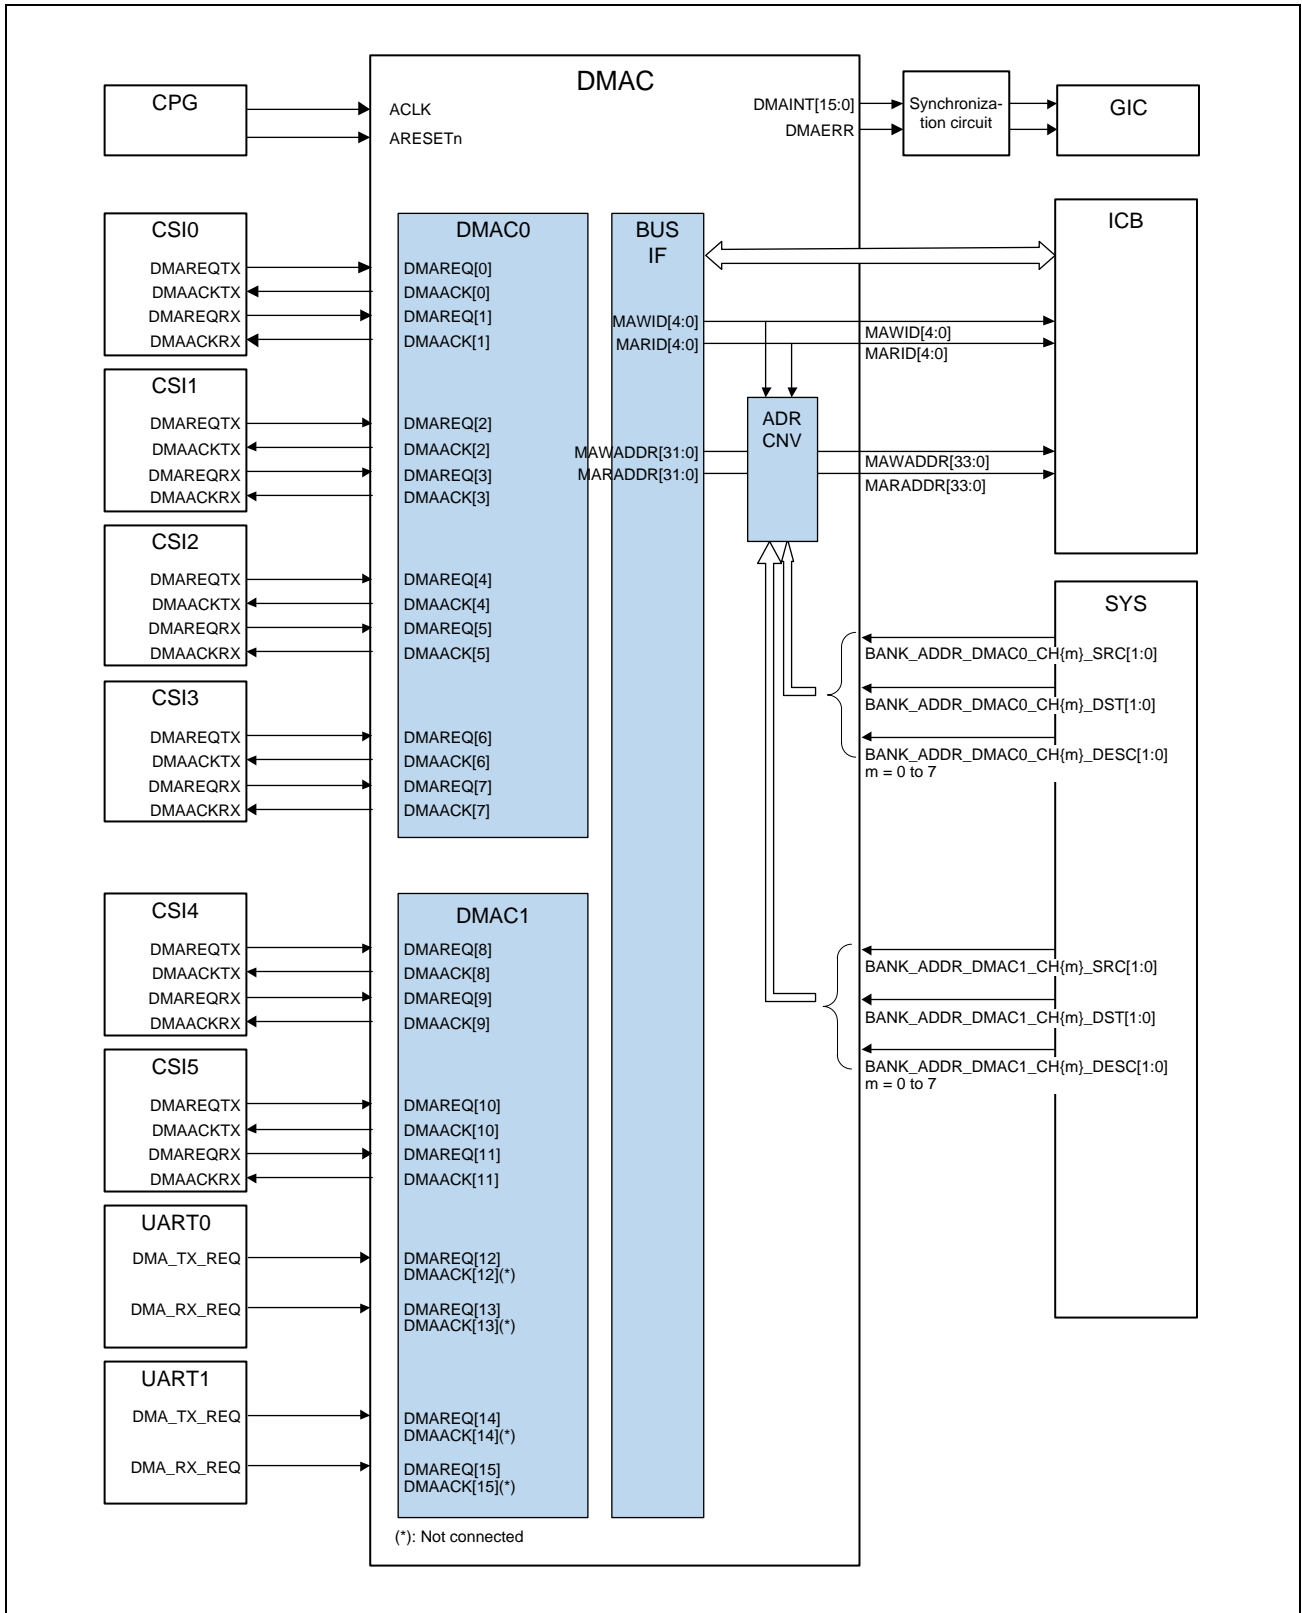 DMAC
CPG
ACLK
ARESETn
DMAINT[15:0]
DMAERR
Synchroniza-
tion circuit
GIC
CSI0
DMAREQTX
DMAACKTX
DMAREQRX
DMAACKRX
DMAC0
DMAREQ[0]
DMAACK[0]
DMAREQ[1]
DMAACK[1]
CSI1
DMAREQTX
DMAACKTX
DMAREQRX
DMAACKRX
DMAREQ[2]
DMAACK[2]
DMAREQ[3]
DMAACK[3]
CSI2
DMAREQTX
DMAACKTX
DMAREQRX
DMAACKRX
DMAREQ[4]
DMAACK[4]
DMAREQ[5]
DMAACK[5]
CSI3
DMAREQTX
DMAACKTX
DMAREQRX
DMAACKRX
DMAREQ[6]
DMAACK[6]
DMAREQ[7]
DMAACK[7]
CSI4
DMAREQTX
DMAACKTX
DMAREQRX
DMAACKRX
DMAC1
DMAREQ[8]
DMAACK[8]
DMAREQ[9]
DMAACK[9]
CSI5
DMAREQTX
DMAACKTX
DMAREQRX
DMAACKRX
DMAREQ[10]
DMAACK[10]
DMAREQ[11]
DMAACK[11]
UART0
DMA_TX_REQ
DMA_RX_REQ
DMAREQ[12]
DMAACK[12](*)
DMAREQ[13]
DMAACK[13](*)
UART1
DMA_TX_REQ
DMA_RX_REQ
DMAREQ[14]
DMAACK[14](*)
DMAREQ[15]
DMAACK[15](*)
(*): Not connected
BUS
IF
MAWID[4:0]
MARID[4:0]
MAWADDR[31:0]
MARADDR[31:0]
ADR
CNV
MAWID[4:0]
MARID[4:0]
MAWADDR[33:0]
MARADDR[33:0]
ICB
SYS
BANK_ADDR_DMAC0_CH{m}_SRC[1:0]
BANK_ADDR_DMAC0_CH{m}_DST[1:0]
BANK_ADDR_DMAC0_CH{m}_DESC[1:0]
m = 0 to 7
BANK_ADDR_DMAC1_CH{m}_SRC[1:0]
BANK_ADDR_DMAC1_CH{m}_DST[1:0]
BANK_ADDR_DMAC1_CH{m}_DESC[1:0]
m = 0 to 7